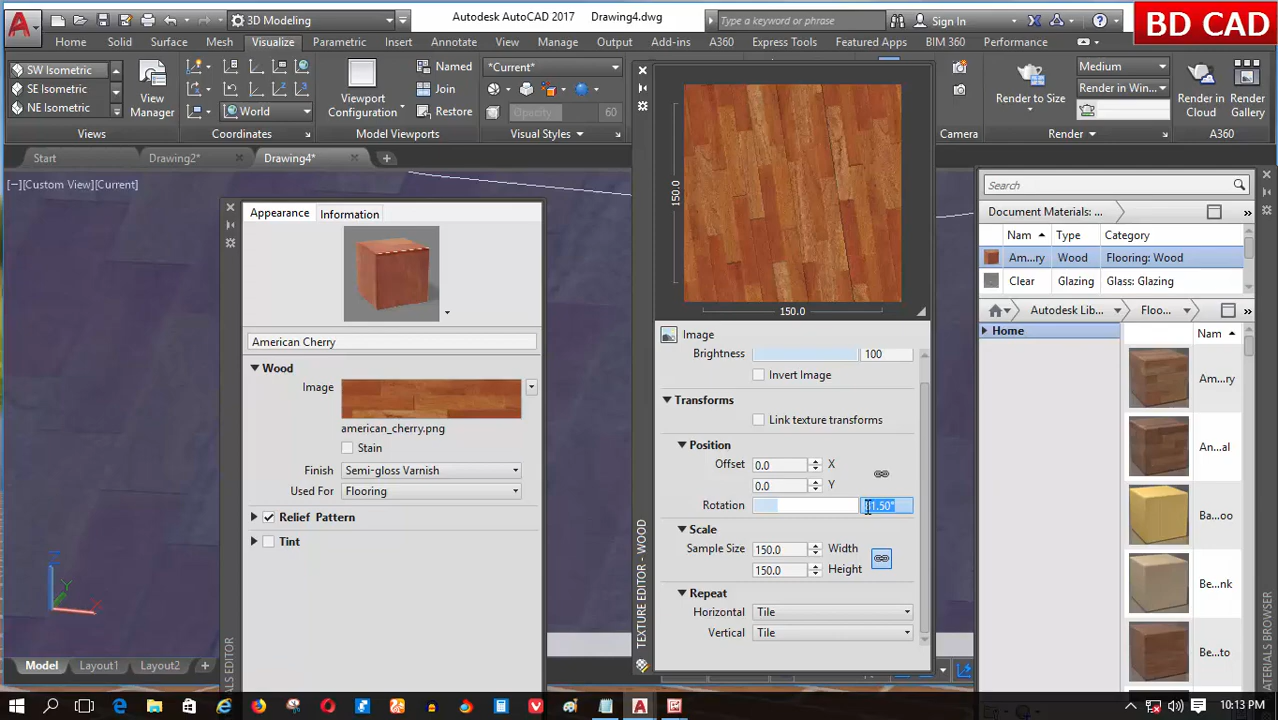 3D Modeling
Autodesk AutoCAD 2017 Drawing4.dwg
Type a keyword or phrase
Sign In
BD CAD
Home Solid Surface Mesh Visualize Parametric Insert Annotate View Manage Output Add-ins A360 Express Tools Featured Apps BIM 360 Performance
SW Isometric
SE Isometric
NE Isometric
View
Manager
World
Viewport
Configuration
Named
Join
Restore
*Current*
Opacity 60
Render to Size
Medium
Render in Win...
Render in
Cloud
Render
Gallery
Views
Coordinates
Model Viewports
Visual Styles
Camera
Render
A360
Start Drawing2* Drawing4*
[−][Custom View][Current]
Appearance Information
American Cherry
Wood
Image
american_cherry.png
Stain
Finish Semi-gloss Varnish
Used For Flooring
Relief Pattern
Tint
150.0
150.0
Image
Brightness 100
Invert Image
Transforms
Link texture transforms
Position
Offset 0.0 X
0.0 Y
Rotation
Scale
Sample Size 150.0 Width
150.0 Height
Repeat
Horizontal Tile
Vertical Tile
TEXTURE EDITOR - WOOD
Search
Document Materials: ...
Nam Type Category
Am...ry Wood Flooring: Wood
Clear Glazing Glass: Glazing
Autodesk Lib... Floo...
Home
Nam
Am...ry
An...al
Ba...oo
Be...nk
Be...to
X
Y
Model Layout1 Layout2
10:13 PM